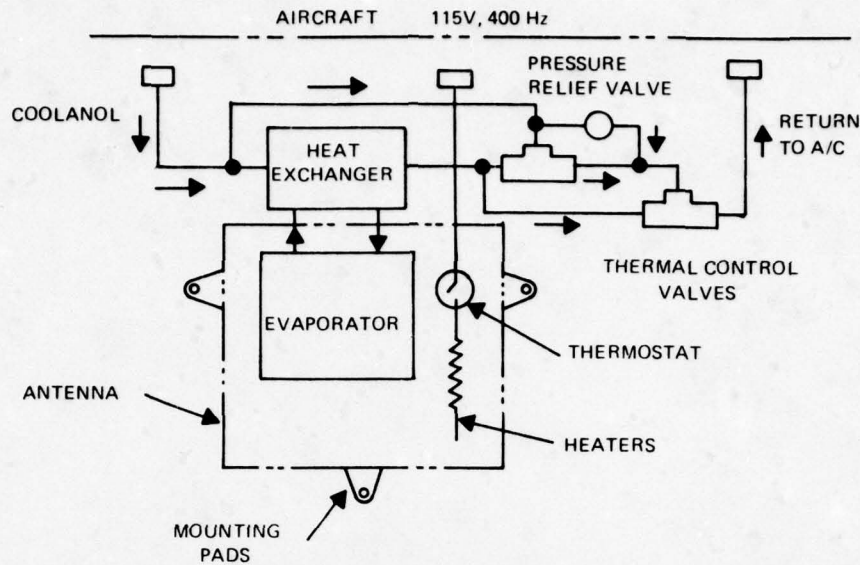 AIRCRAFT 115V, 400 Hz
PRESSURE
RELIEF VALVE
COOLANOL
RETURN
TO A/C
HEAT
EXCHANGER
THERMAL CONTROL
VALVES
EVAPORATOR
THERMOSTAT
ANTENNA
HEATERS
MOUNTING
PADS